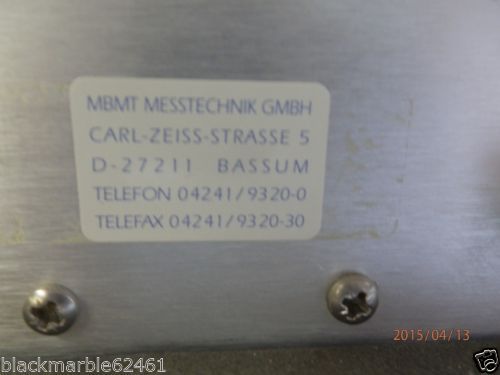 MBMT MESSTECHNIK GMBH
CARL-ZEISS-STRASSE 5
D-27211 BASSUM
TELEFON 04241/9320-0
TELEFAX 04241/9320-30
2015/04/13
blackmarble62461